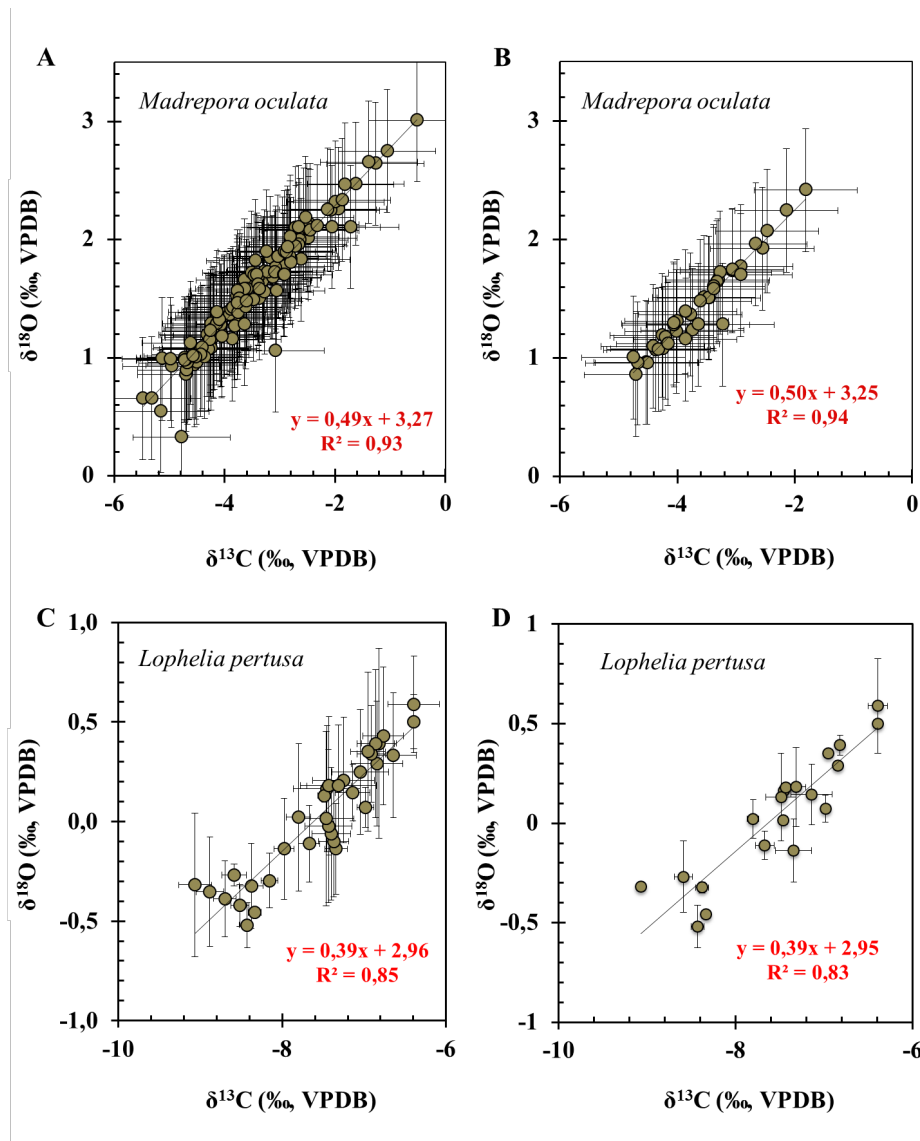 A
Madrepora oculata
δ¹⁸O (‰, VPDB)
3
2
1
0
y = 0,49x + 3,27
R² = 0,93
-6
-4
-2
0
δ¹³C (‰, VPDB)
B
Madrepora oculata
δ¹⁸O (‰, VPDB)
3
2
1
0
y = 0,50x + 3,25
R² = 0,94
-6
-4
-2
0
δ¹³C (‰, VPDB)
C
1,0
Lophelia pertusa
0,5
δ¹⁸O (‰, VPDB)
0,0
-0,5
y = 0,39x + 2,96
R² = 0,85
-1,0
-10
-8
-6
δ¹³C (‰, VPDB)
D
1
Lophelia pertusa
0,5
δ¹⁸O (‰, VPDB)
0
-0,5
y = 0,39x + 2,95
R² = 0,83
-1
-10
-8
-6
δ¹³C (‰, VPDB)